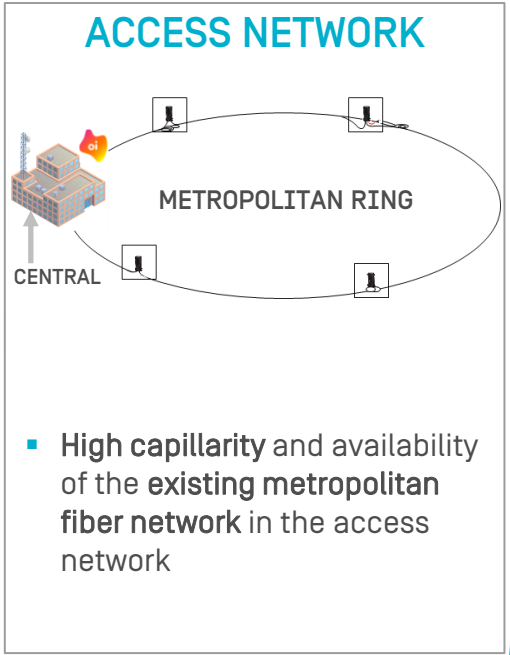 ACCESS NETWORK
oi
METROPOLITAN RING
CENTRAL
▪ High capillarity and availability
of the existing metropolitan
fiber network in the access
network